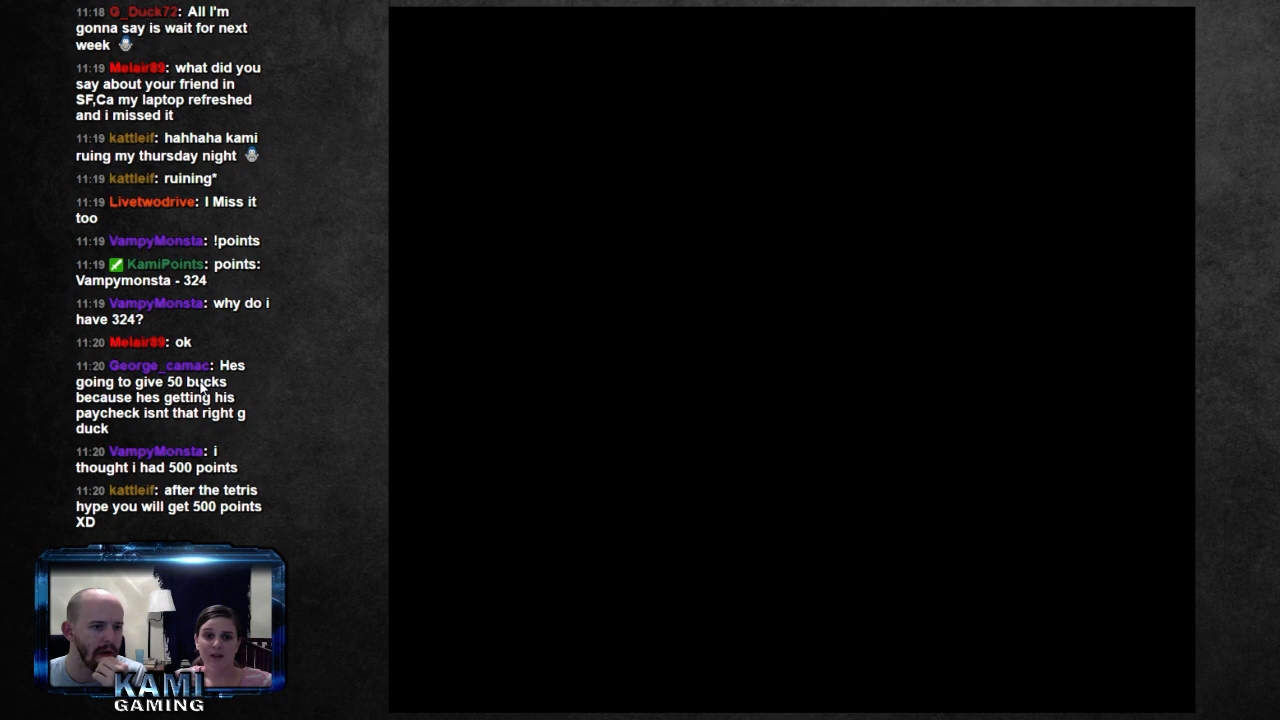 11:18 G_Duck72: All I'm
gonna say is wait for next
week
11:19 Melair89: what did you
say about your friend in
SF,Ca my laptop refreshed
and i missed it
11:19 kattleif: hahhaha kami
ruing my thursday night
11:19 kattleif: ruining*
11:19 Livetwodrive: I Miss it
too
11:19 VampyMonsta: !points
11:19 KamiPoints: points:
Vampymonsta - 324
11:19 VampyMonsta: why do i
have 324?
11:20 Melair89: ok
11:20 George_camac: Hes
going to give 50 bucks
because hes getting his
paycheck isnt that right g
duck
11:20 VampyMonsta: i
thought i had 500 points
11:20 kattleif: after the tetris
hype you will get 500 points
XD
KAMI
GAMING